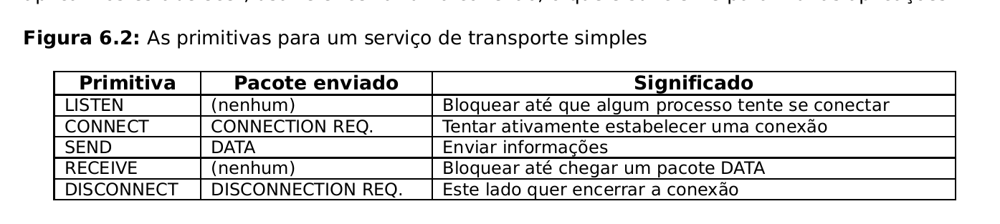 Figura 6.2: As primitivas para um serviço de transporte simples
Primitiva Pacote enviado Significado
LISTEN (nenhum) Bloquear até que algum processo tente se conectar
CONNECT CONNECTION REQ. Tentar ativamente estabelecer uma conexão
SEND DATA Enviar informações
RECEIVE (nenhum) Bloquear até chegar um pacote DATA
DISCONNECT DISCONNECTION REQ. Este lado quer encerrar a conexão